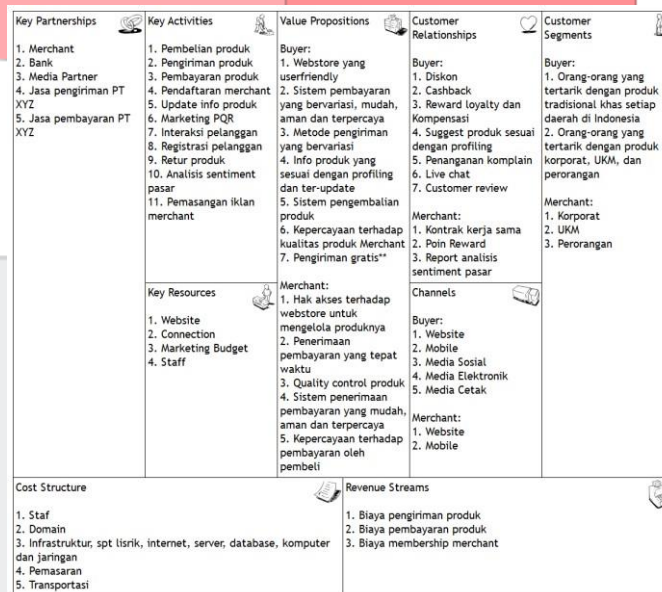 Key Partnerships
1. Merchant
2. Bank
3. Media Partner
4. Jasa pengiriman PT
XYZ
5. Jasa pembayaran PT
XYZ
Key Activities
1. Pembelian produk
2. Pengiriman produk
3. Pembayaran produk
4. Pendaftaran merchant
5. Update info produk
6. Marketing PQR
7. Interaksi pelanggan
8. Registrasi pelanggan
9. Retur produk
10. Analisis sentiment
pasar
11. Pemasangan iklan
merchant
Key Resources
1. Website
2. Connection
3. Marketing Budget
4. Staff
Value Propositions
Buyer:
1. Webstore yang
userfriendly
2. Sistem pembayaran
yang bervariasi, mudah,
aman dan terpercaya
3. Metode pengiriman
yang bervariasi
4. Info produk yang
sesuai dengan profiling
dan ter-update
5. Sistem pengembalian
produk
6. Kepercayaan terhadap
kualitas produk Merchant
7. Pengiriman gratis**
Merchant:
1. Hak akses terhadap
webstore untuk
mengelola produknya
2. Penerimaan
pembayaran yang tepat
waktu
3. Quality control produk
4. Sistem penerimaan
pembayaran yang mudah,
aman dan terpercaya
5. Kepercayaan terhadap
pembayaran oleh
pembeli
Customer
Relationships
Buyer:
1. Diskon
2. Cashback
3. Reward loyalty dan
Kompensasi
4. Suggest produk sesuai
dengan profiling
5. Penanganan komplain
6. Live chat
7. Customer review
Merchant:
1. Kontrak kerja sama
2. Poin Reward
3. Report analisis
sentiment pasar
Channels
Buyer:
1. Website
2. Mobile
3. Media Sosial
4. Media Elektronik
5. Media Cetak
Merchant:
1. Website
2. Mobile
Customer
Segments
Buyer:
1. Orang-orang yang
tertarik dengan produk
tradisional khas setiap
daerah di Indonesia
2. Orang-orang yang
tertarik dengan produk
korporat, UKM, dan
perorangan
Merchant:
1. Korporat
2. UKM
3. Perorangan
Cost Structure
1. Staf
2. Domain
3. Infrastruktur, spt lisrik, internet, server, database, komputer
dan jaringan
4. Pemasaran
5. Transportasi
Revenue Streams
1. Biaya pengiriman produk
2. Biaya pembayaran produk
3. Biaya membership merchant